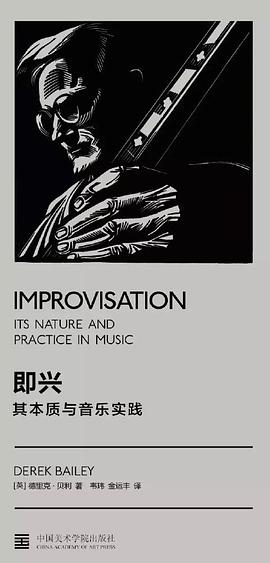 IMPROVISATION
ITS NATURE AND
PRACTICE IN MUSIC
即兴
其本质与音乐实践
DEREK BAILEY
[英] 德里克·贝利 著 韦玮 金运丰 译
中国美术学院出版社
CHINA ACADEMY OF ART PRESS